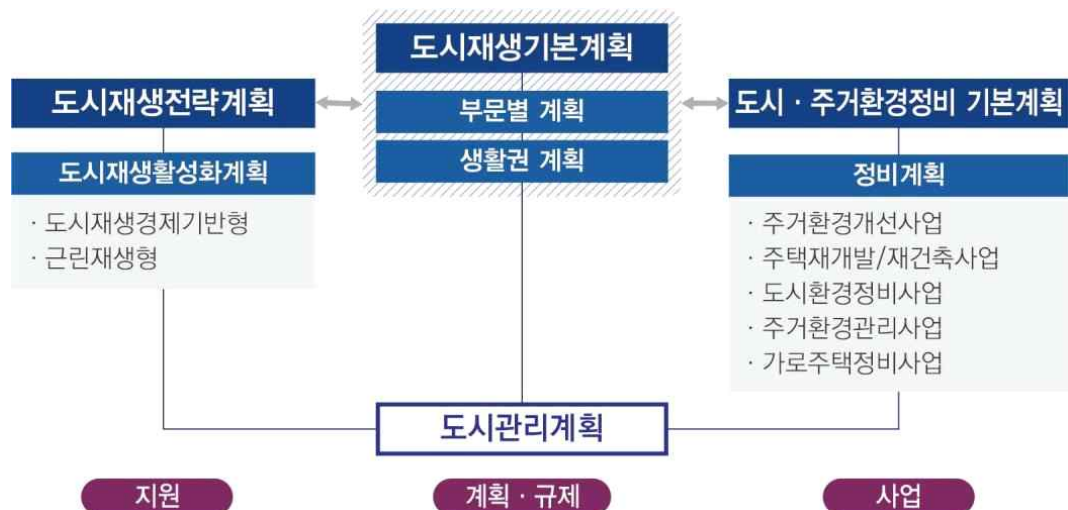 도시재생기본계획
부문별 계획
생활권 계획
도시재생전략계획
도시재생활성화계획
· 도시재생경제기반형
· 근린재생형
도시 · 주거환경정비 기본계획
정비계획
· 주거환경개선사업
· 주택재개발/재건축사업
· 도시환경정비사업
· 주거환경관리사업
· 가로주택정비사업
도시관리계획
지원
계획 · 규제
사업